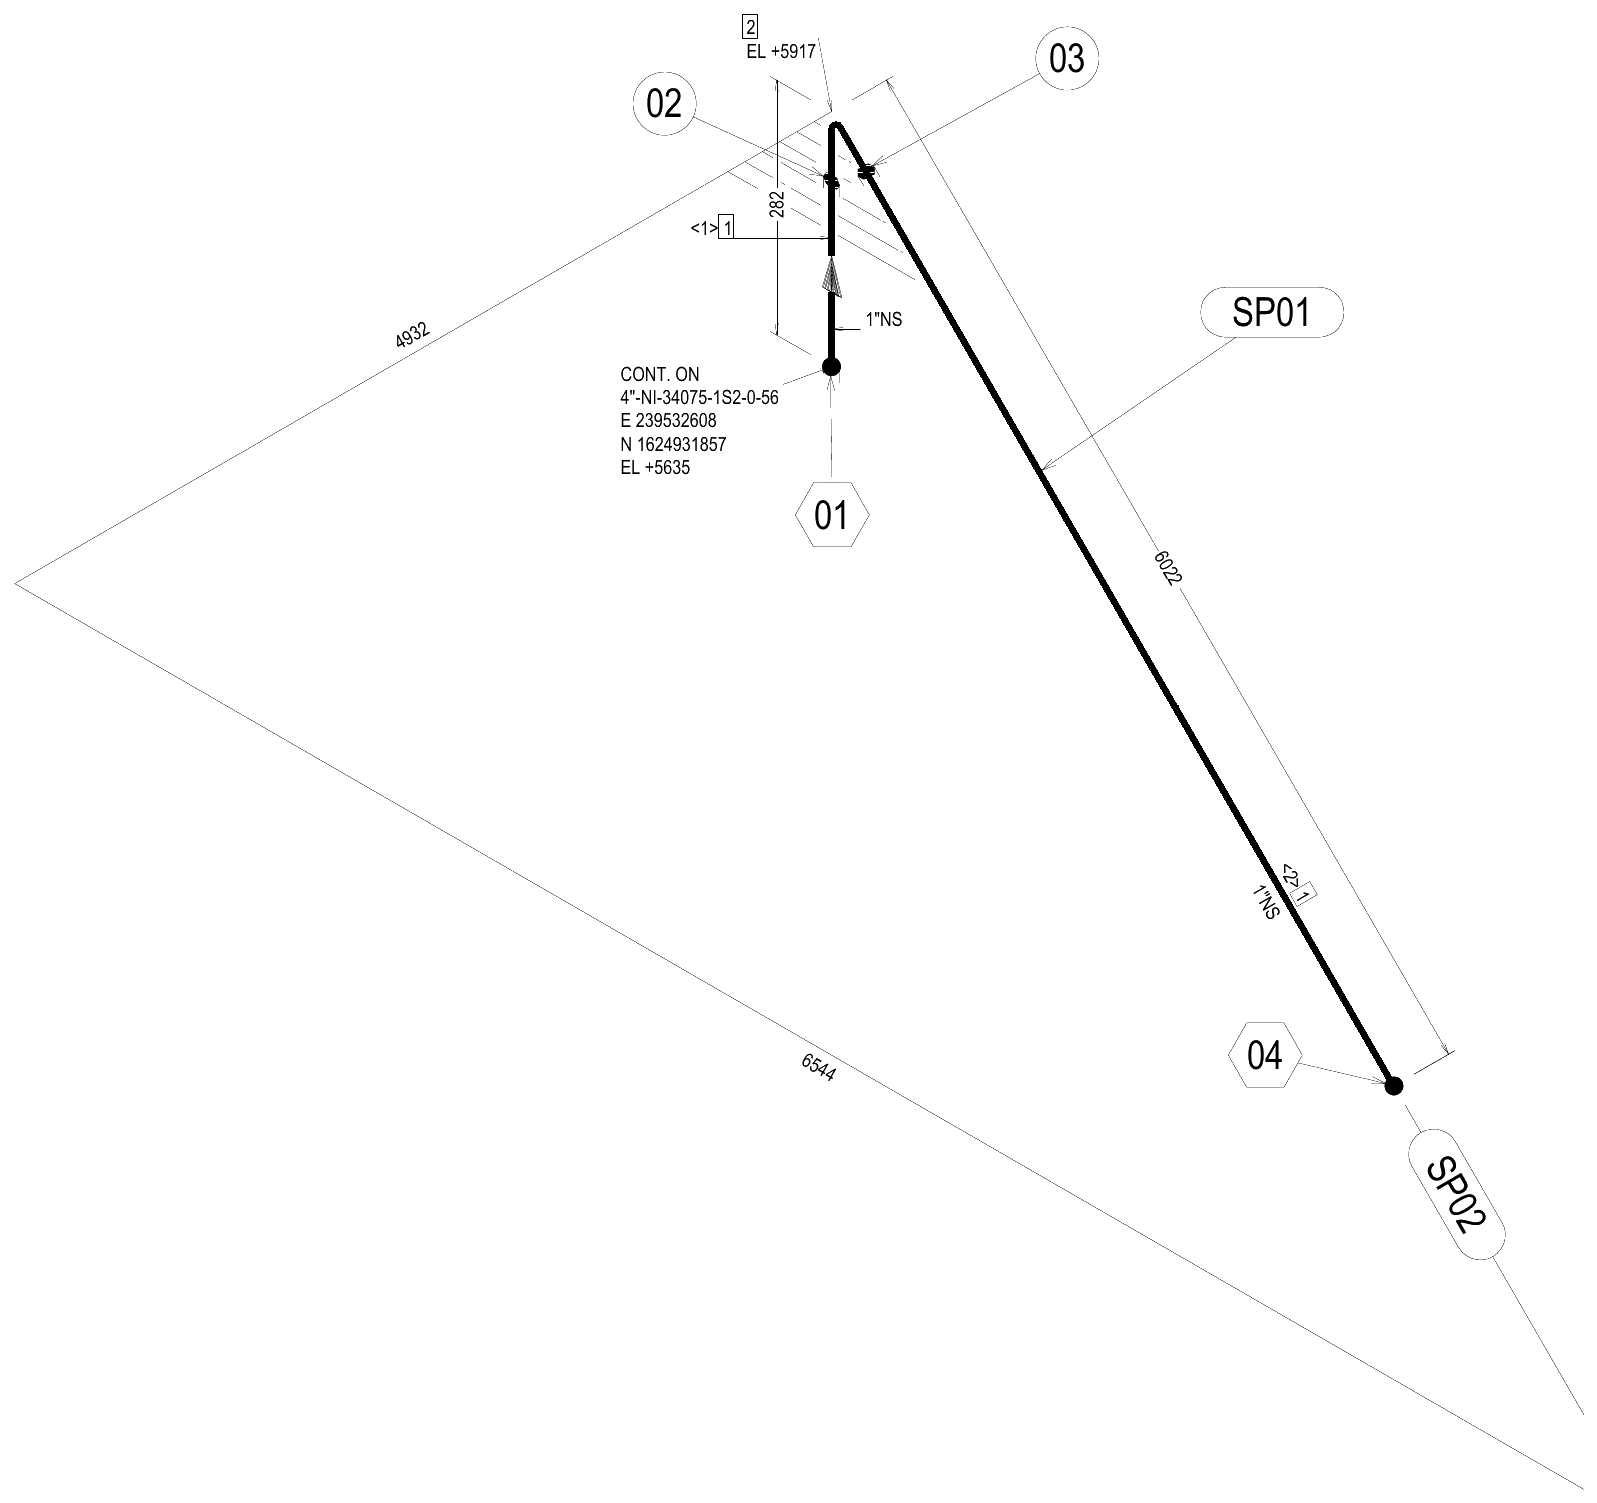 2
EL +5917
03
02
282
<1> 1
4932
1"NS
SP01
CONT. ON
4"-NI-34075-1S2-0-56
E 239532608
N 1624931857
EL +5635
01
6022
<2> 1
1"NS
04
6544
SP02